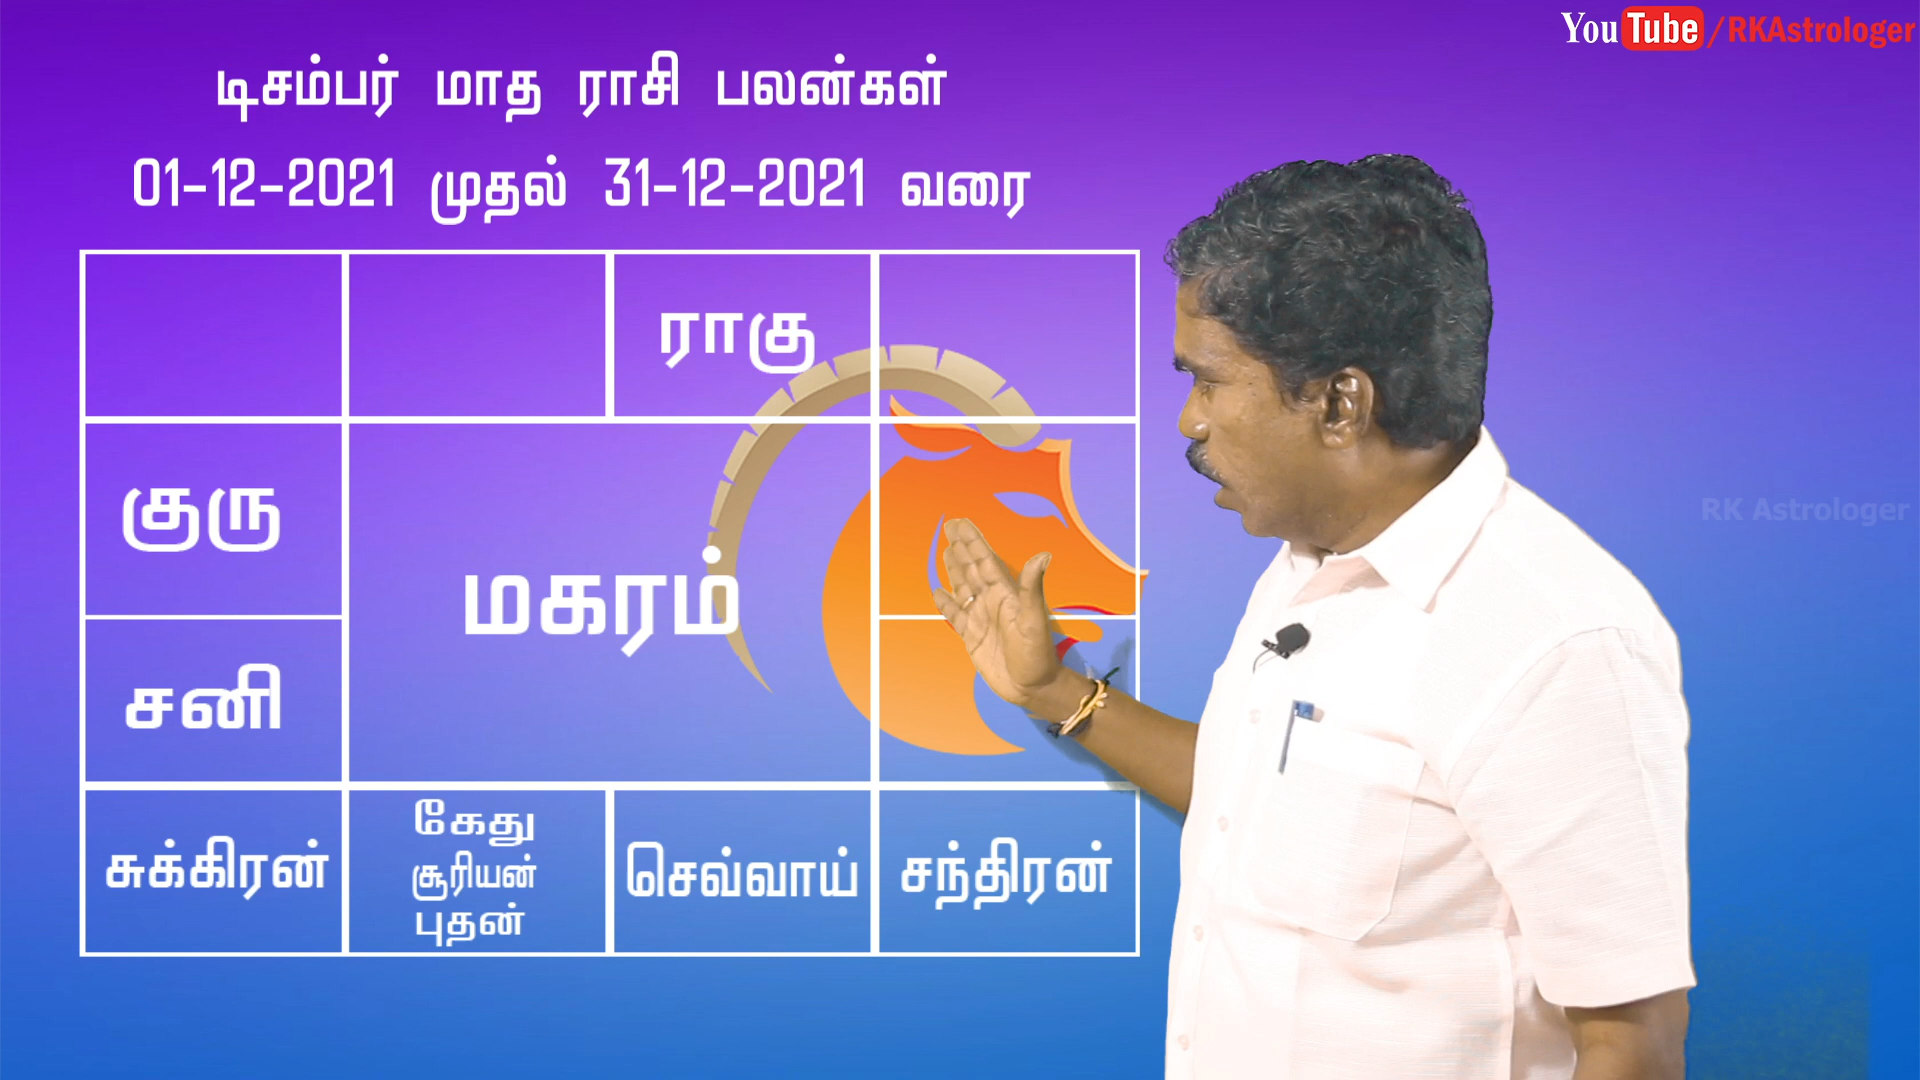 YouTube/RKAstrologer
டிசம்பர் மாத ராசி பலன்கள்
01-12-2021 முதல் 31-12-2021 வரை
ராகு
குரு
மகரம்
சனி
சுக்கிரன்
கேது
சூரியன்
புதன்
செவ்வாய்
சந்திரன்
RK Astrologer